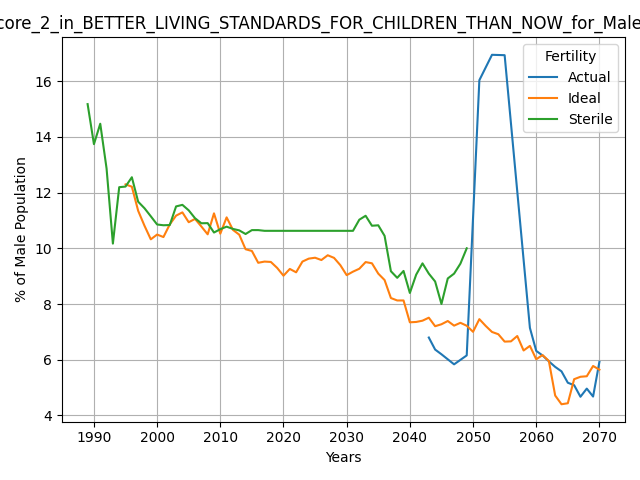 core_2_in_BETTER_LIVING_STANDARDS_FOR_CHILDREN_THAN_NOW_for_Male
Fertility
Actual
Ideal
Sterile
% of Male Population
16
14
12
10
8
6
4
1990 2000 2010 2020 2030 2040 2050 2060 2070
Years